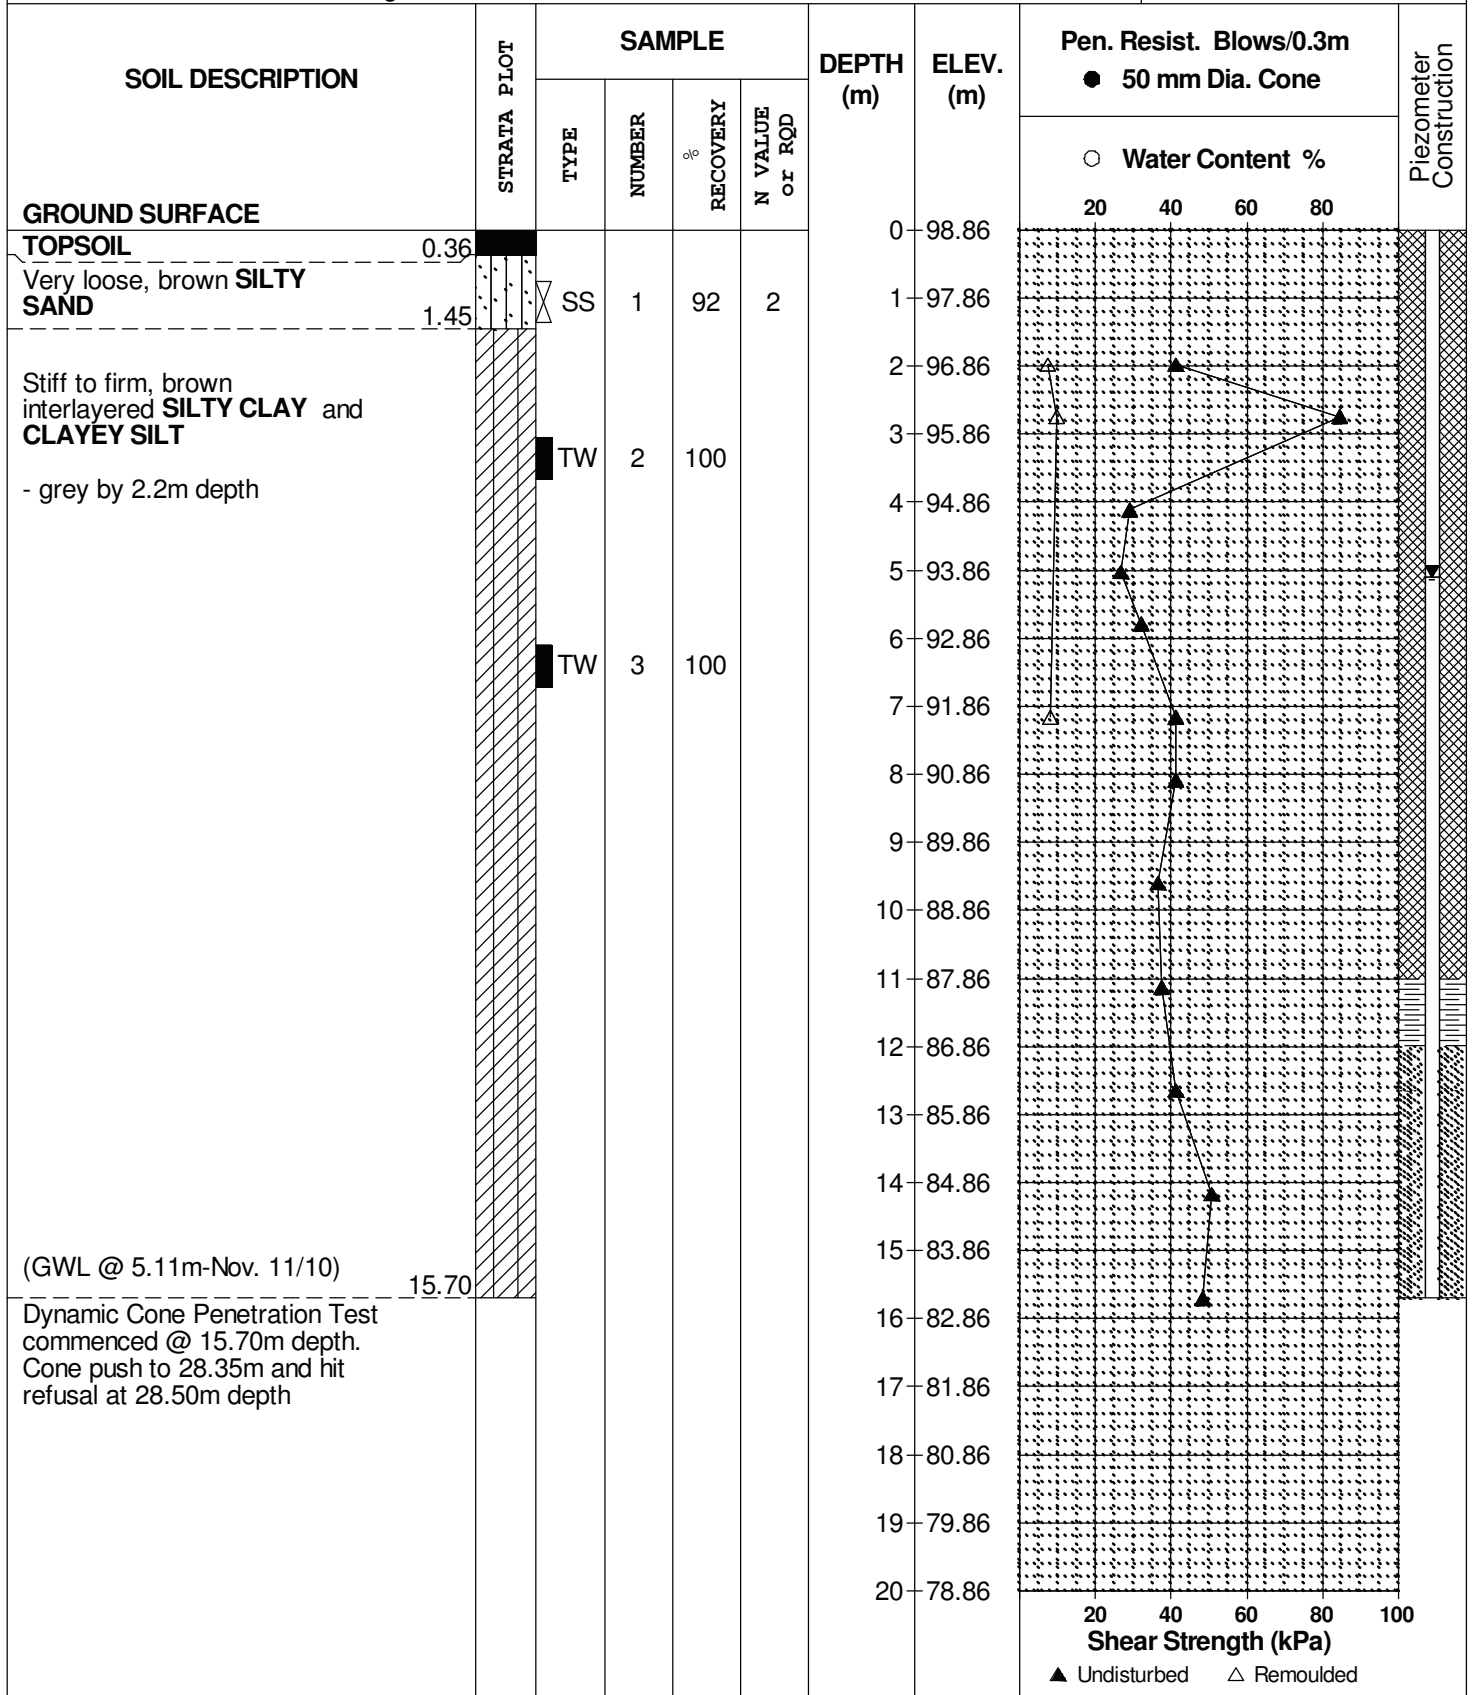 SOIL DESCRIPTION
STRATA PLOT
SAMPLE
TYPE
NUMBER
% RECOVERY
N VALUE or RQD
DEPTH (m)
ELEV. (m)
Pen. Resist. Blows/0.3m
● 50 mm Dia. Cone
○ Water Content %
Piezometer Construction
20 40 60 80
GROUND SURFACE
0 98.86
TOPSOIL 0.36
Very loose, brown SILTY
SAND 1.45
SS 1 92 2
1 97.86
2 96.86
Stiff to firm, brown
interlayered SILTY CLAY and
CLAYEY SILT
3 95.86
TW 2 100
- grey by 2.2m depth
4 94.86
5 93.86
6 92.86
TW 3 100
7 91.86
8 90.86
9 89.86
10 88.86
11 87.86
12 86.86
13 85.86
14 84.86
15 83.86
(GWL @ 5.11m-Nov. 11/10)
15.70
Dynamic Cone Penetration Test
commenced @ 15.70m depth.
Cone push to 28.35m and hit
refusal at 28.50m depth
16 82.86
17 81.86
18 80.86
19 79.86
20 78.86
20 40 60 80 100
Shear Strength (kPa)
▲ Undisturbed △ Remoulded